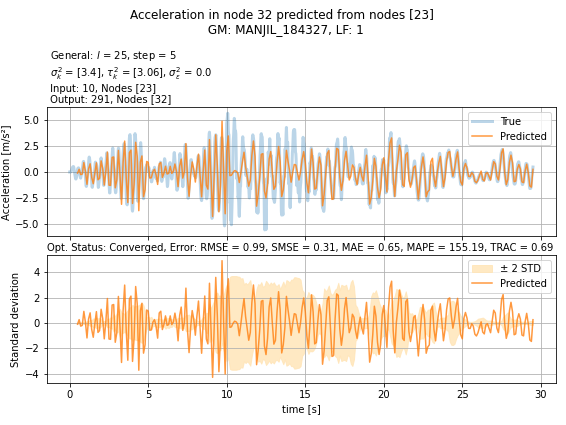 Acceleration in node 32 predicted from nodes [23]
GM: MANJIL_184327, LF: 1
General: l = 25, step = 5
σ²ₖ = [3.4], τ²ₖ = [3.06], σ²ε = 0.0
Input: 10, Nodes [23]
Output: 291, Nodes [32]
Acceleration [m/s²]
5.0
2.5
0.0
−2.5
−5.0
True
Predicted
Opt. Status: Converged, Error: RMSE = 0.99, SMSE = 0.31, MAE = 0.65, MAPE = 155.19, TRAC = 0.69
Standard deviation
4
2
0
−2
−4
± 2 STD
Predicted
0 5 10 15 20 25 30
time [s]